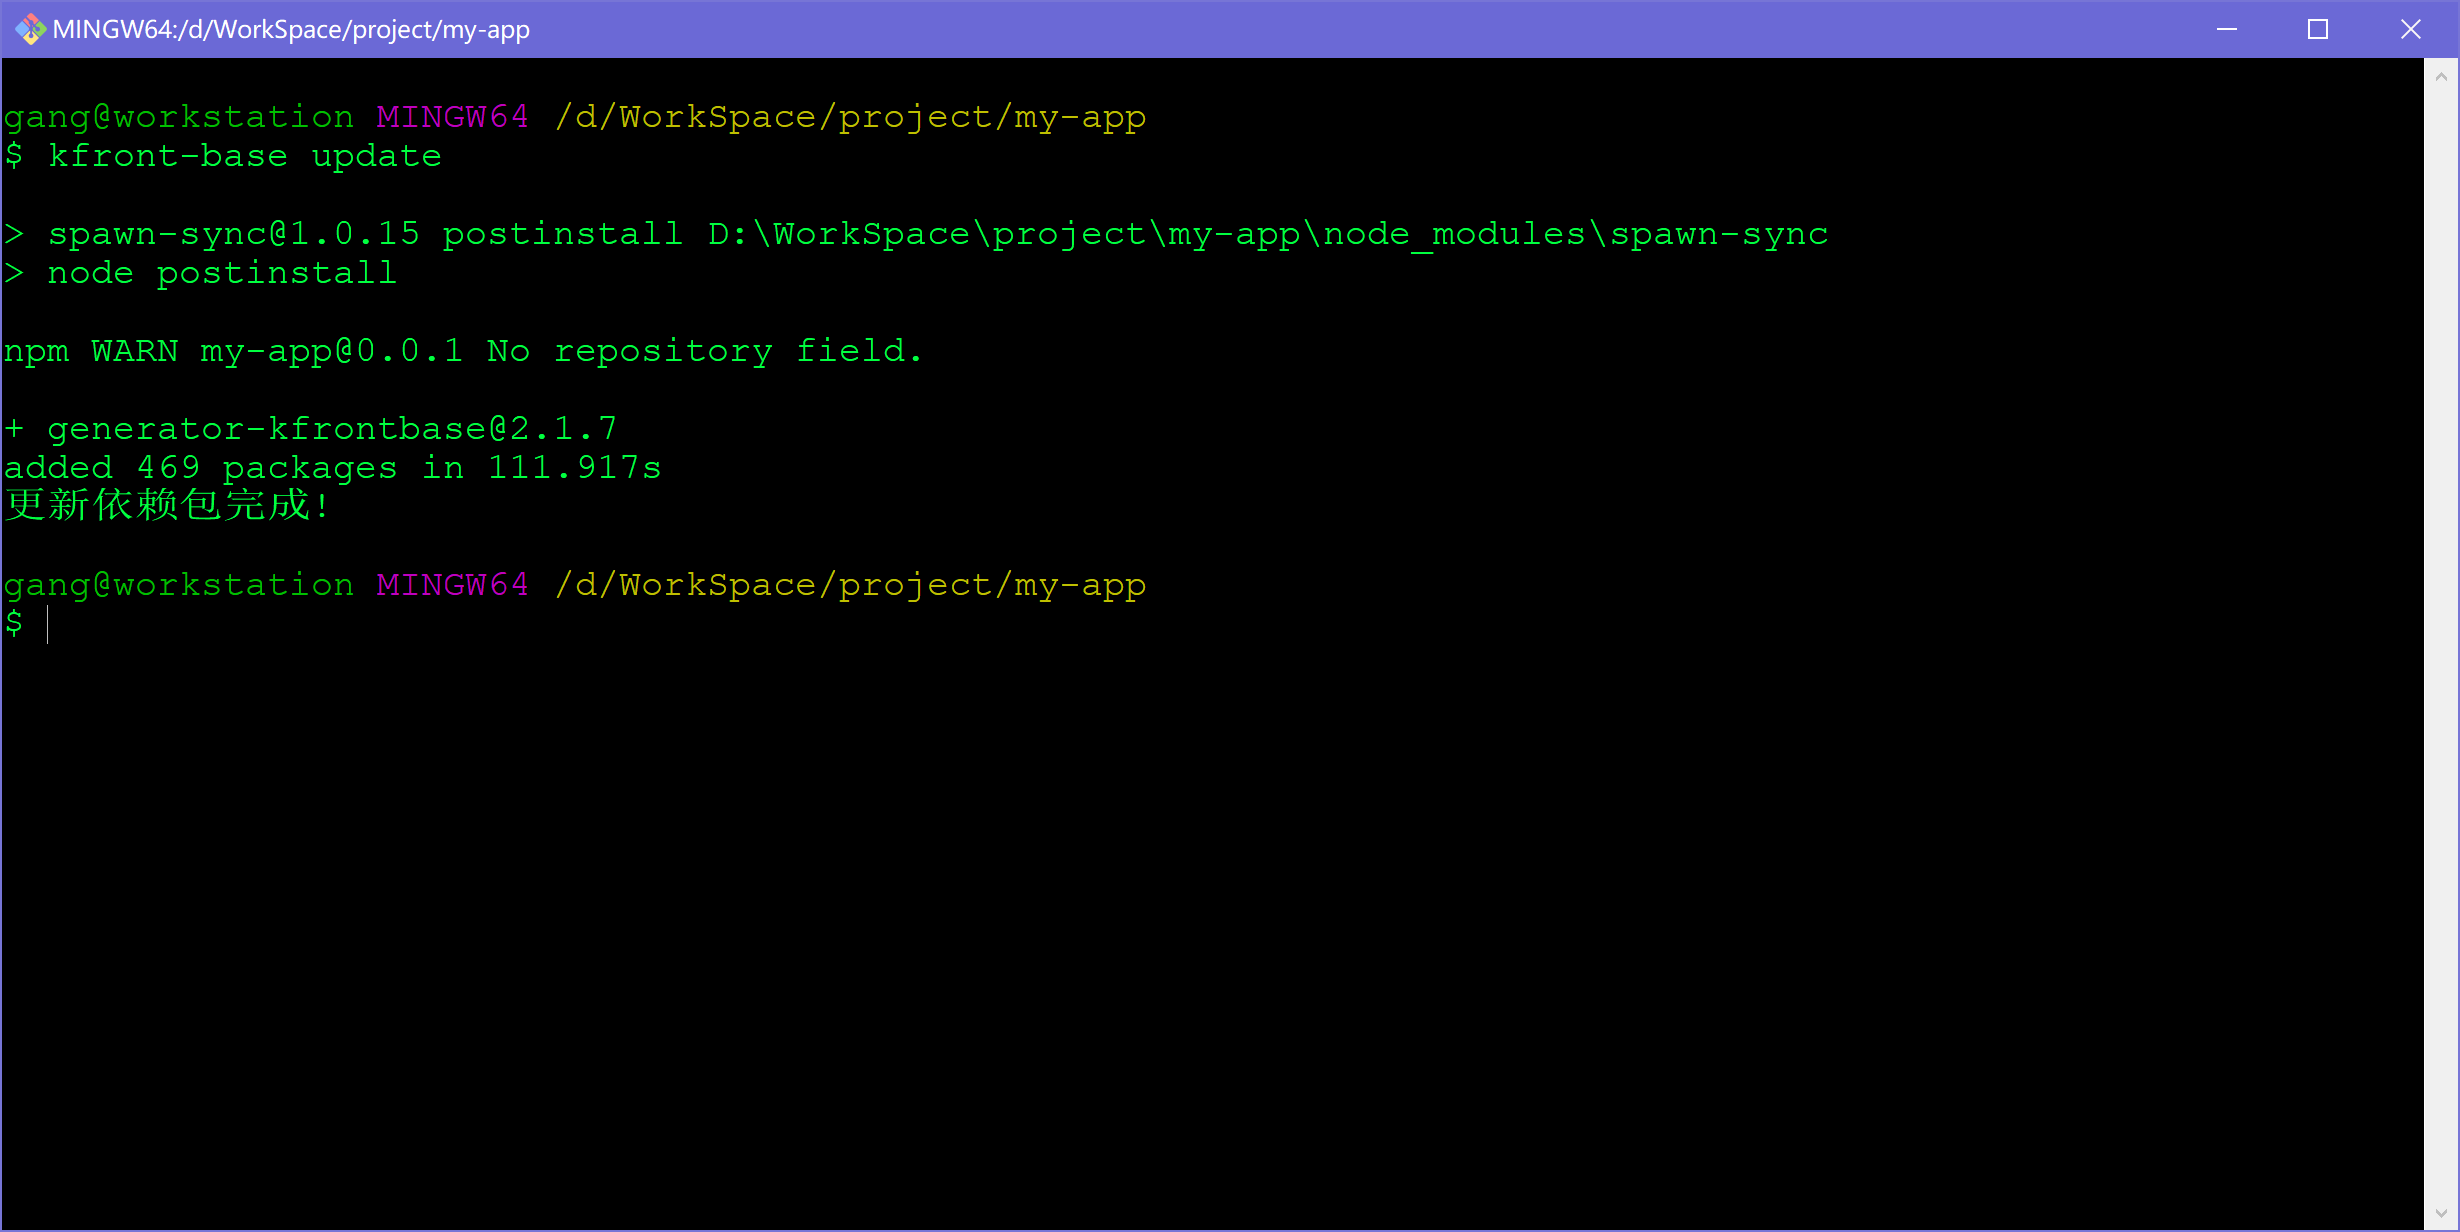 MINGW64:/d/WorkSpace/project/my-app
gang@workstation MINGW64 /d/WorkSpace/project/my-app
$ kfront-base update
> spawn-sync@1.0.15 postinstall D:\WorkSpace\project\my-app\node_modules\spawn-sync
> node postinstall
npm WARN my-app@0.0.1 No repository field.
+ generator-kfrontbase@2.1.7
added 469 packages in 111.917s
更新依赖包完成!
gang@workstation MINGW64 /d/WorkSpace/project/my-app
$